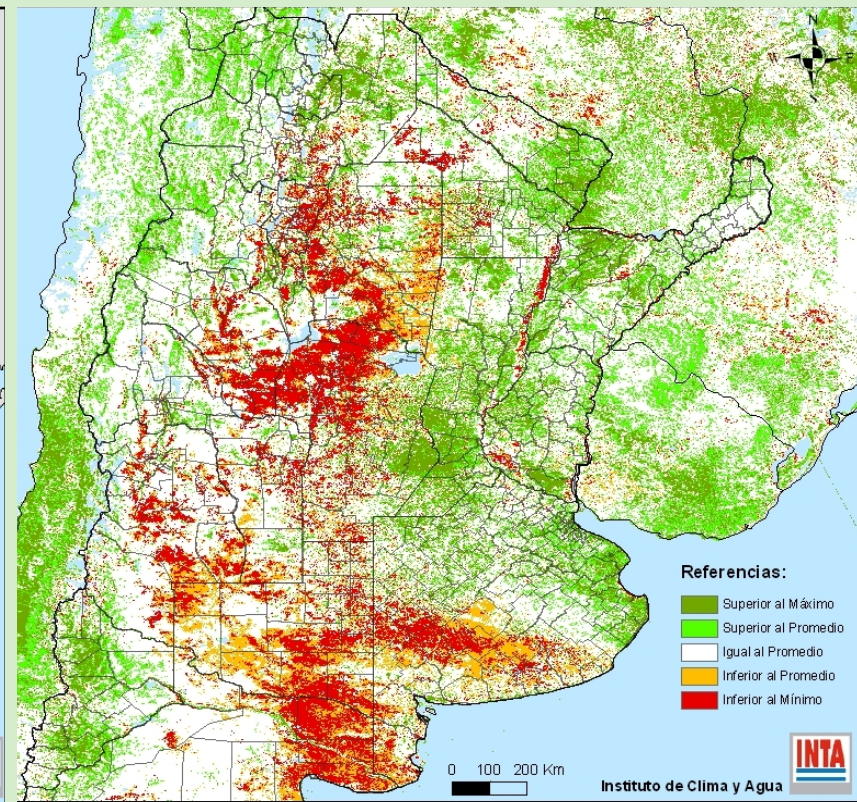 N
W
E
S
Referencias:
Superior al Máximo
Superior al Promedio
Igual al Promedio
Inferior al Promedio
Inferior al Mínimo
0 100 200 Km
Instituto de Clima y Agua
INTA